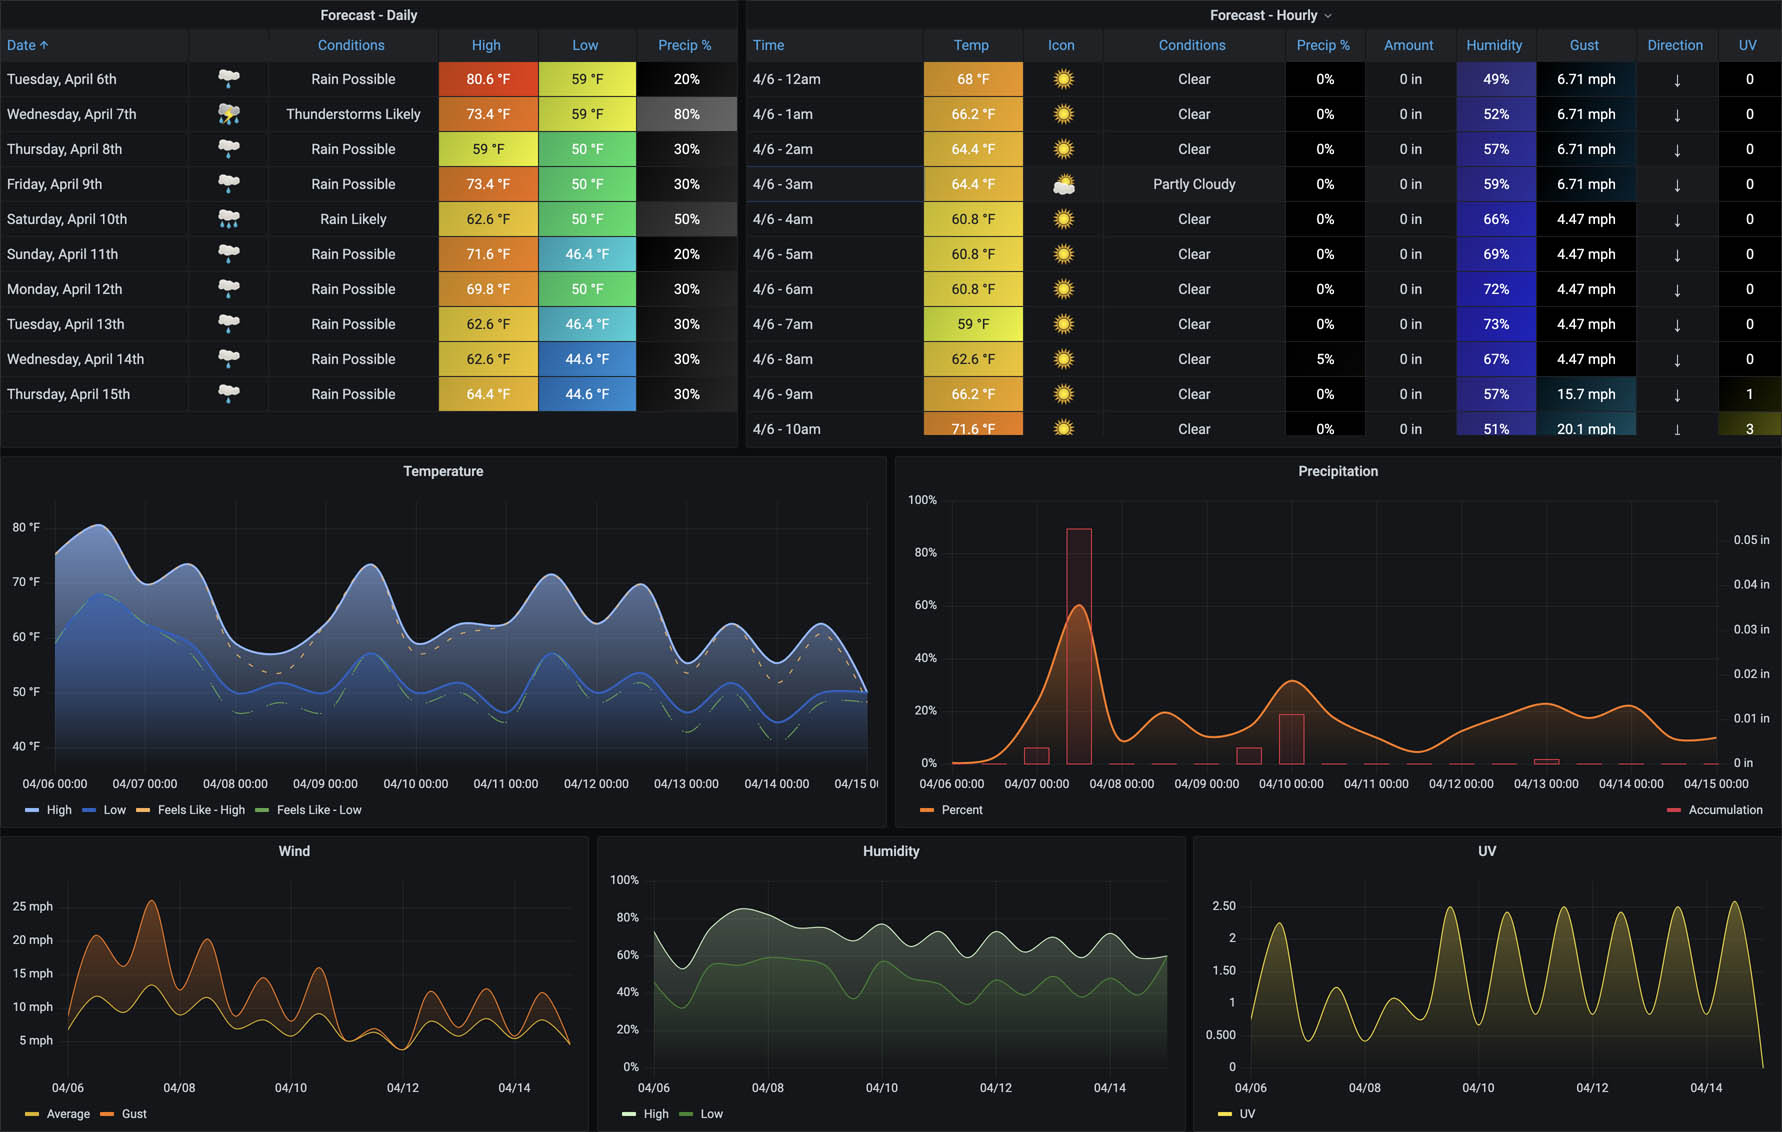 Forecast - Daily
Date ↑ Conditions High Low Precip %
Tuesday, April 6th Rain Possible 80.6 °F 59 °F 20%
Wednesday, April 7th Thunderstorms Likely 73.4 °F 59 °F 80%
Thursday, April 8th Rain Possible 59 °F 50 °F 30%
Friday, April 9th Rain Possible 73.4 °F 50 °F 30%
Saturday, April 10th Rain Likely 62.6 °F 50 °F 50%
Sunday, April 11th Rain Possible 71.6 °F 46.4 °F 20%
Monday, April 12th Rain Possible 69.8 °F 50 °F 30%
Tuesday, April 13th Rain Possible 62.6 °F 46.4 °F 30%
Wednesday, April 14th Rain Possible 62.6 °F 44.6 °F 30%
Thursday, April 15th Rain Possible 64.4 °F 44.6 °F 30%
Forecast - Hourly
Time Temp Icon Conditions Precip % Amount Humidity Gust Direction UV
4/6 - 12am 68 °F Clear 0% 0 in 49% 6.71 mph ↓ 0
4/6 - 1am 66.2 °F Clear 0% 0 in 52% 6.71 mph ↓ 0
4/6 - 2am 64.4 °F Clear 0% 0 in 57% 6.71 mph ↓ 0
4/6 - 3am 64.4 °F Partly Cloudy 0% 0 in 59% 6.71 mph ↓ 0
4/6 - 4am 60.8 °F Clear 0% 0 in 66% 4.47 mph ↓ 0
4/6 - 5am 60.8 °F Clear 0% 0 in 69% 4.47 mph ↓ 0
4/6 - 6am 60.8 °F Clear 0% 0 in 72% 4.47 mph ↓ 0
4/6 - 7am 59 °F Clear 0% 0 in 73% 4.47 mph ↓ 0
4/6 - 8am 62.6 °F Clear 5% 0 in 67% 4.47 mph ↓ 0
4/6 - 9am 66.2 °F Clear 0% 0 in 57% 15.7 mph ↓ 1
4/6 - 10am 71.6 °F Clear 0% 0 in 51% 20.1 mph ↓ 3
Temperature
80 °F
70 °F
60 °F
50 °F
40 °F
04/06 00:00 04/07 00:00 04/08 00:00 04/09 00:00 04/10 00:00 04/11 00:00 04/12 00:00 04/13 00:00 04/14 00:00 04/15 0
High Low Feels Like - High Feels Like - Low
Precipitation
100%
80% 0.05 in
0.04 in
60% 0.03 in
40% 0.02 in
20% 0.01 in
0% 0 in
04/06 00:00 04/07 00:00 04/08 00:00 04/09 00:00 04/10 00:00 04/11 00:00 04/12 00:00 04/13 00:00 04/14 00:00 04/15 00:00
Percent Accumulation
Wind
25 mph
20 mph
15 mph
10 mph
5 mph
04/06 04/08 04/10 04/12 04/14
Average Gust
Humidity
100%
80%
60%
40%
20%
0%
04/06 04/08 04/10 04/12 04/14
High Low
UV
2.50
2
1.50
1
0.500
0
04/06 04/08 04/10 04/12 04/14
UV